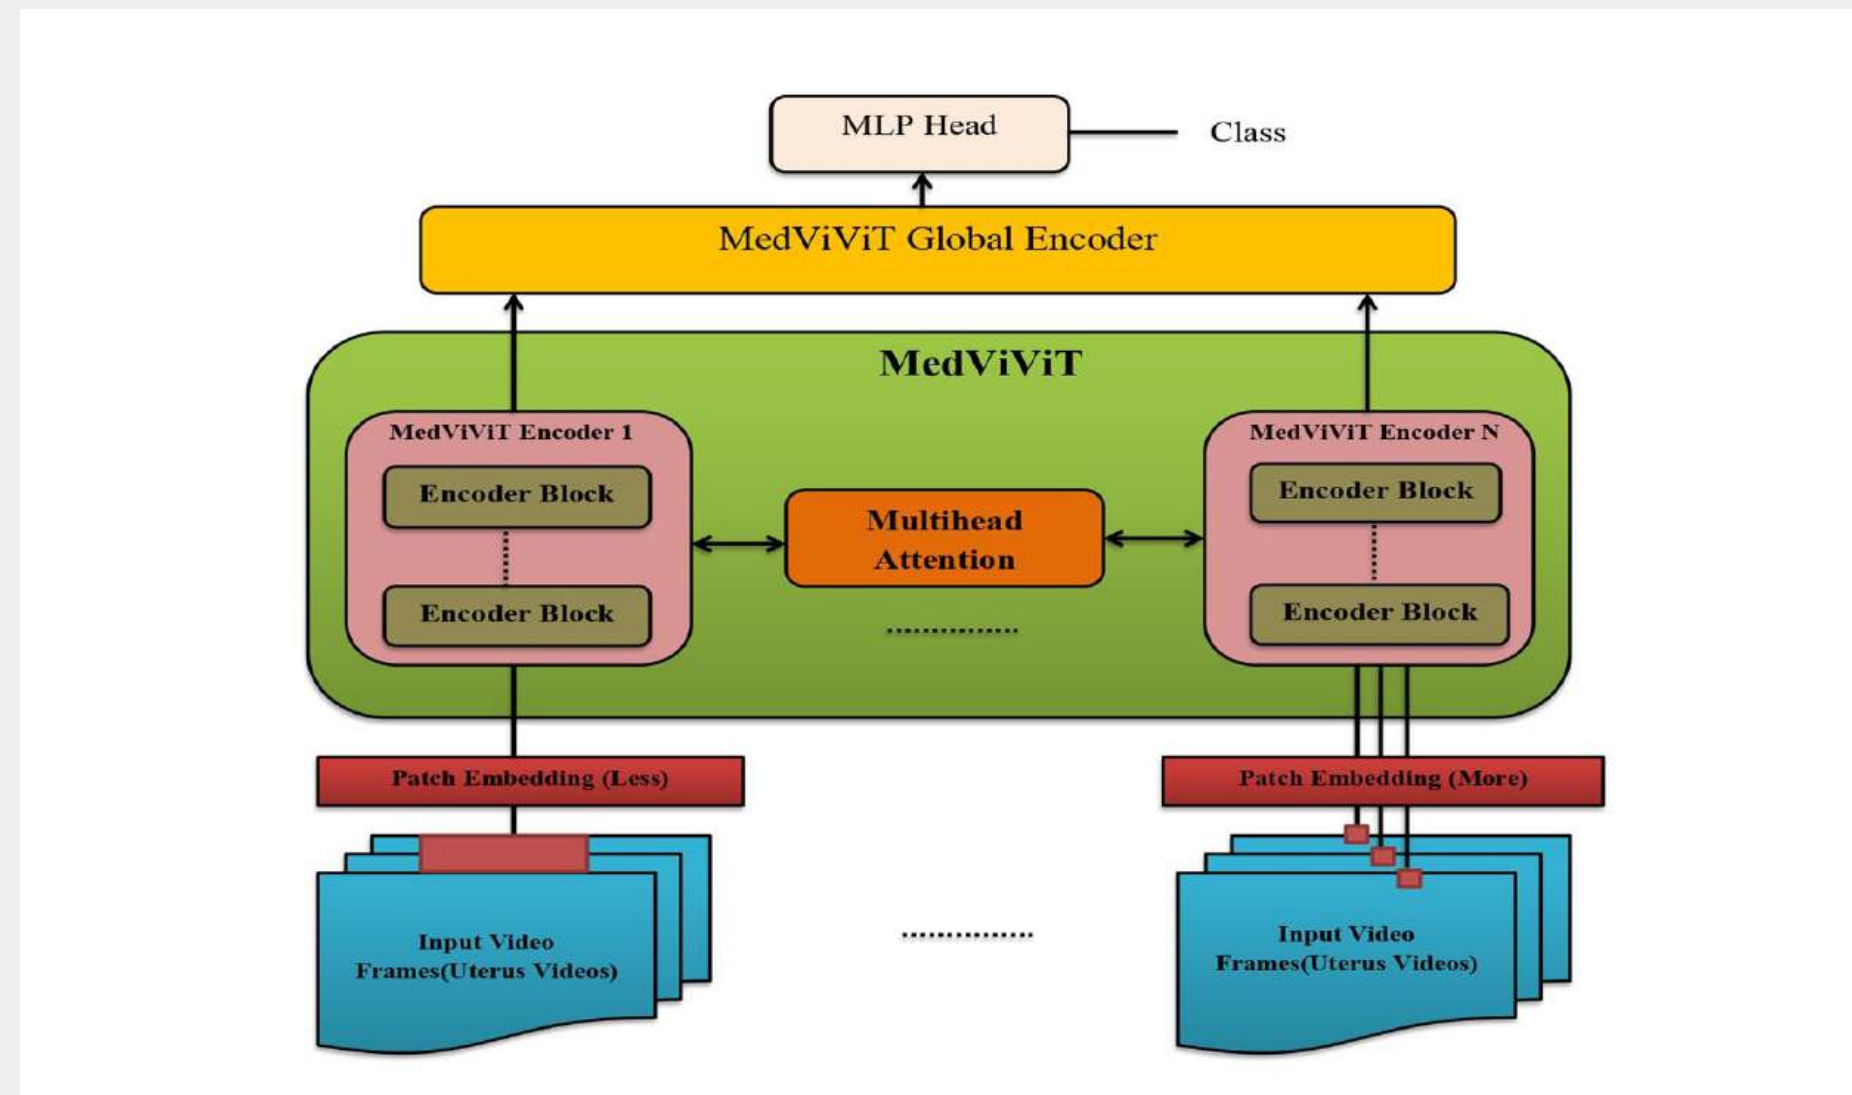 MLP Head
Class
MedViViT Global Encoder
MedViViT
MedViViT Encoder 1
Encoder Block
Encoder Block
Multihead
Attention
MedViViT Encoder N
Encoder Block
Encoder Block
Patch Embedding (Less)
Patch Embedding (More)
Input Video
Frames(Uterus Videos)
Input Video
Frames(Uterus Videos)